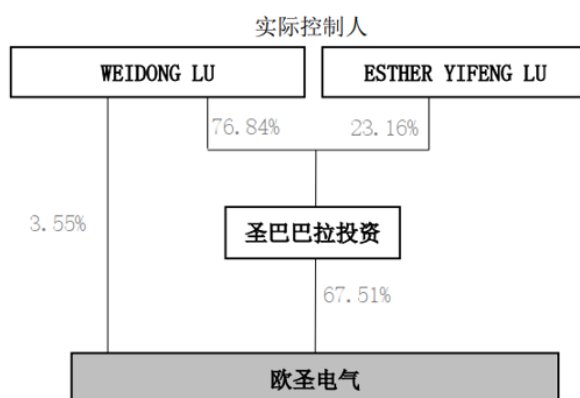 实际控制人
WEIDONG LU
ESTHER YIFENG LU
76.84%
23.16%
3.55%
圣巴巴拉投资
67.51%
欧圣电气